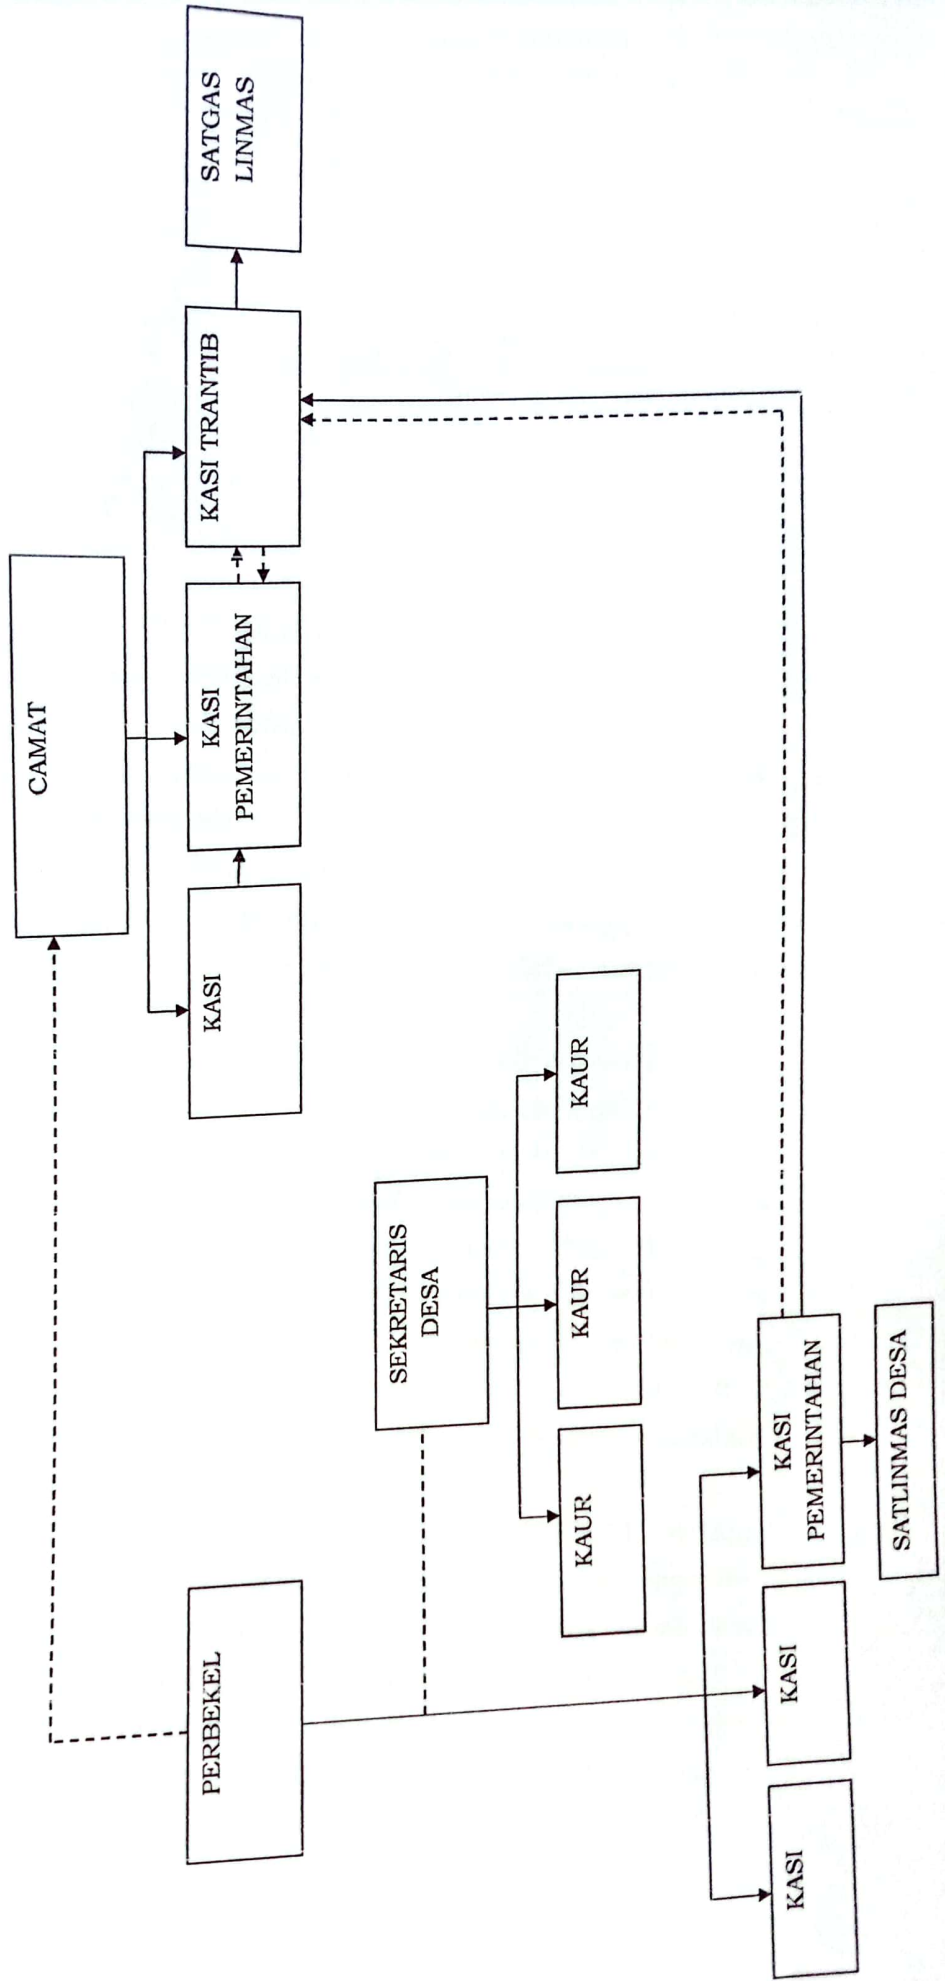 CAMAT
PERBEKEL
KASI
KASI
PEMERINTAHAN
KASI TRANTIB
SATGAS
LINMAS
SEKRETARIS
DESA
KAUR
KAUR
KAUR
KASI
KASI
KASI
PEMERINTAHAN
SATLINMAS DESA